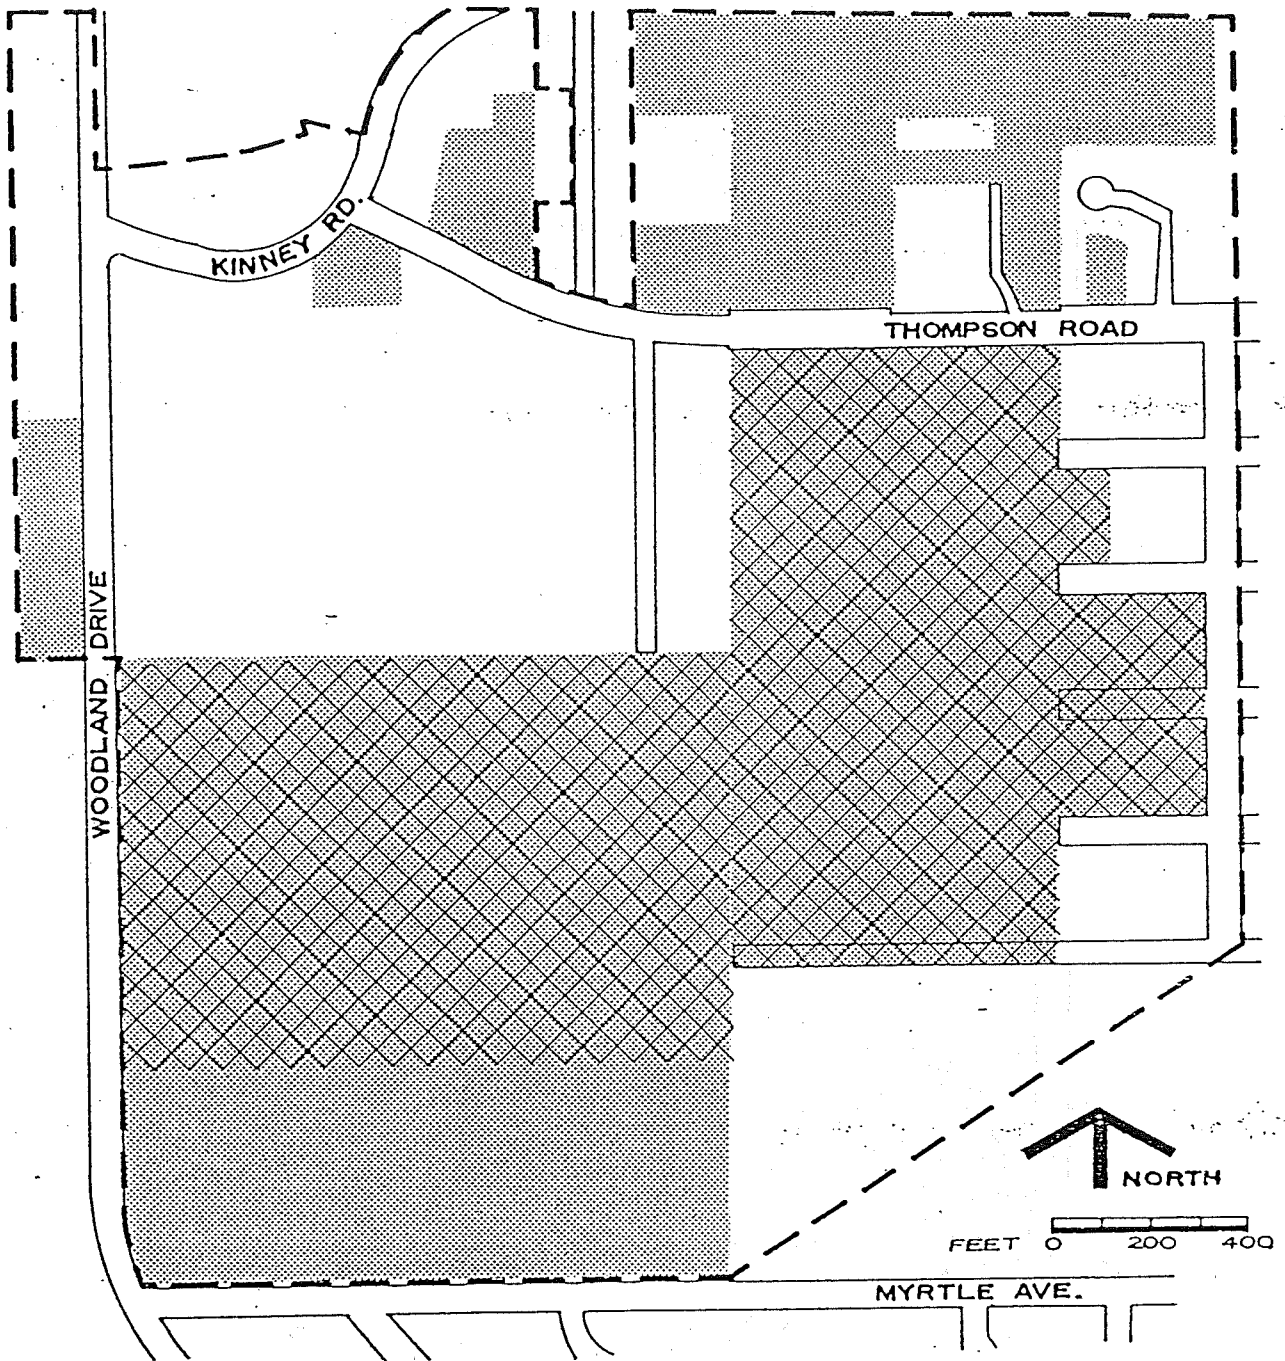 KINNEY RD.
THOMPSON ROAD
WOODLAND DRIVE
NORTH
FEET 0 200 400
MYRTLE AVE.